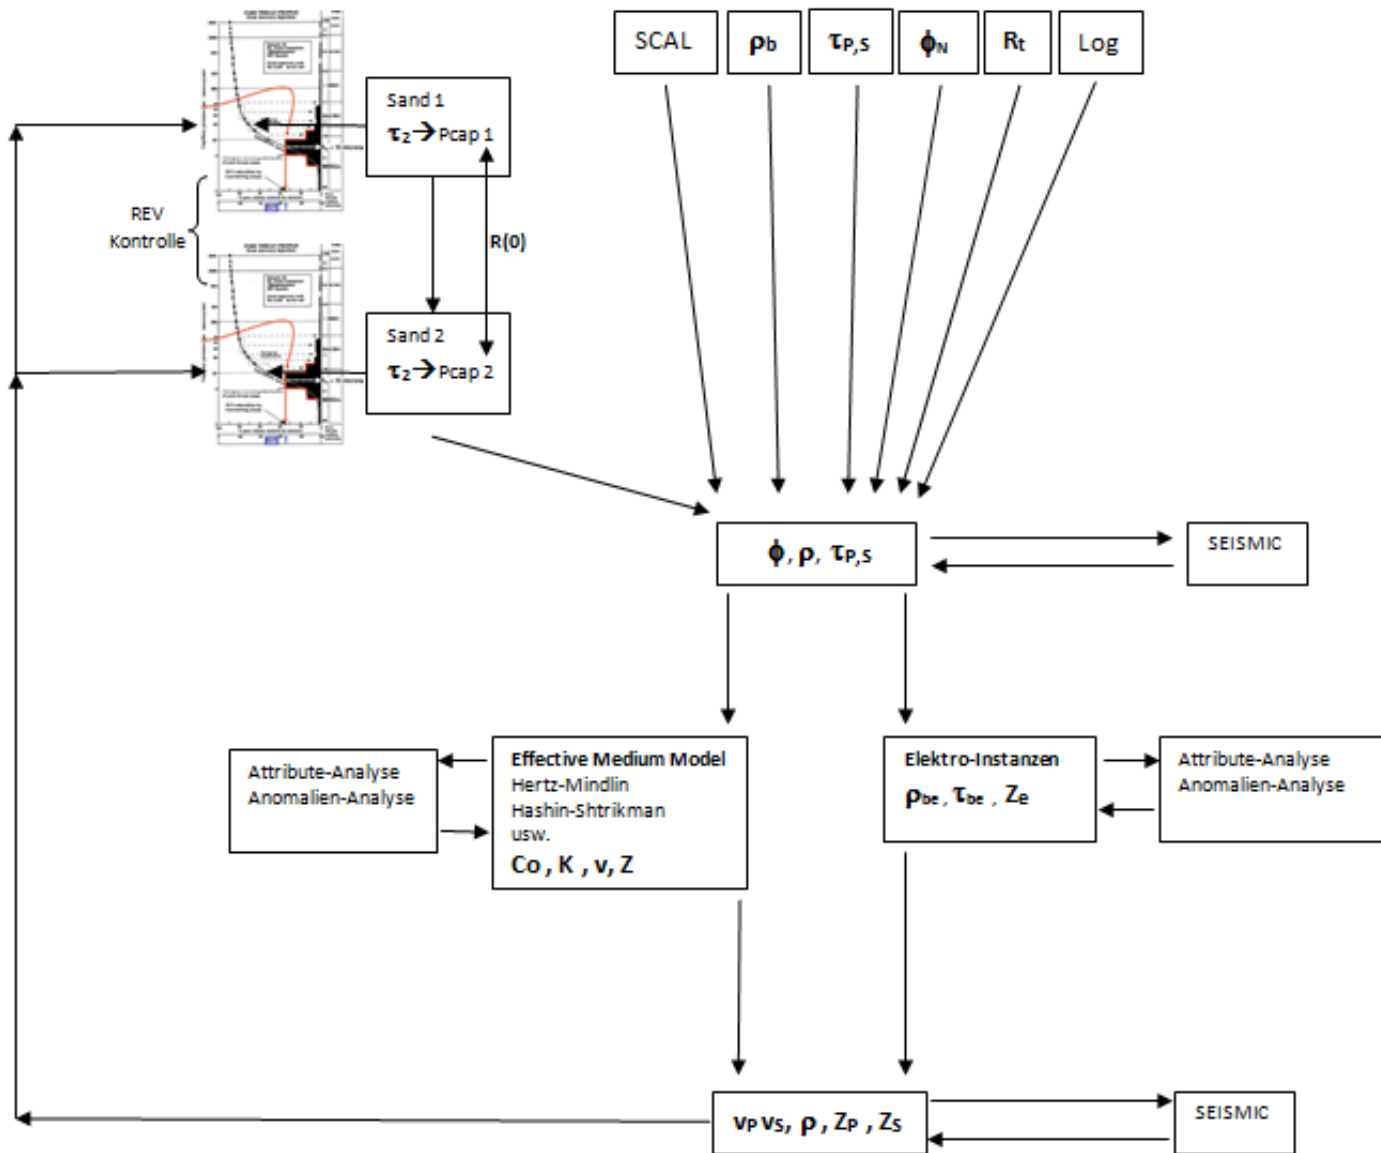 SCAL
ρb
τP,S
ϕN
Rt
Log
Sand 1
τ2→Pcap 1
REV
Kontrolle
R(0)
Sand 2
τ2→Pcap 2
ϕ, ρ, τP,S
SEISMIC
Attribute-Analyse
Anomalien-Analyse
Effective Medium Model
Hertz-Mindlin
Hashin-Shtrikman
usw.
Co , K , v, Z
Elektro-Instanzen
ρbe , τbe , Ze
Attribute-Analyse
Anomalien-Analyse
vP vS, ρ , ZP , ZS
SEISMIC